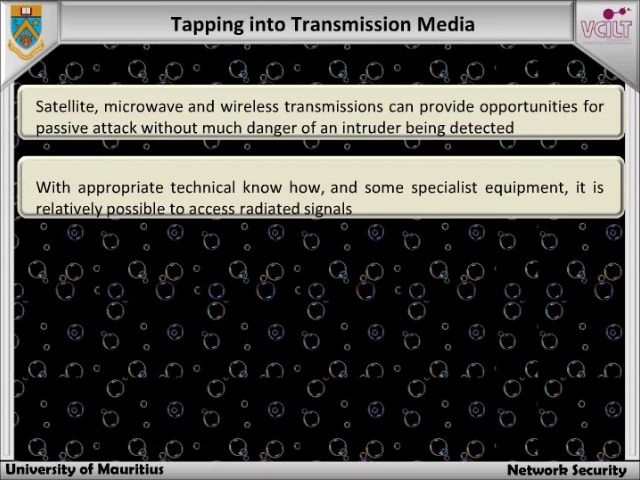 Tapping into Transmission Media
VCILT
Satellite, microwave and wireless transmissions can provide opportunities for
passive attack without much danger of an intruder being detected
With appropriate technical know how, and some specialist equipment, it is
relatively possible to access radiated signals
University of Mauritius
Network Security